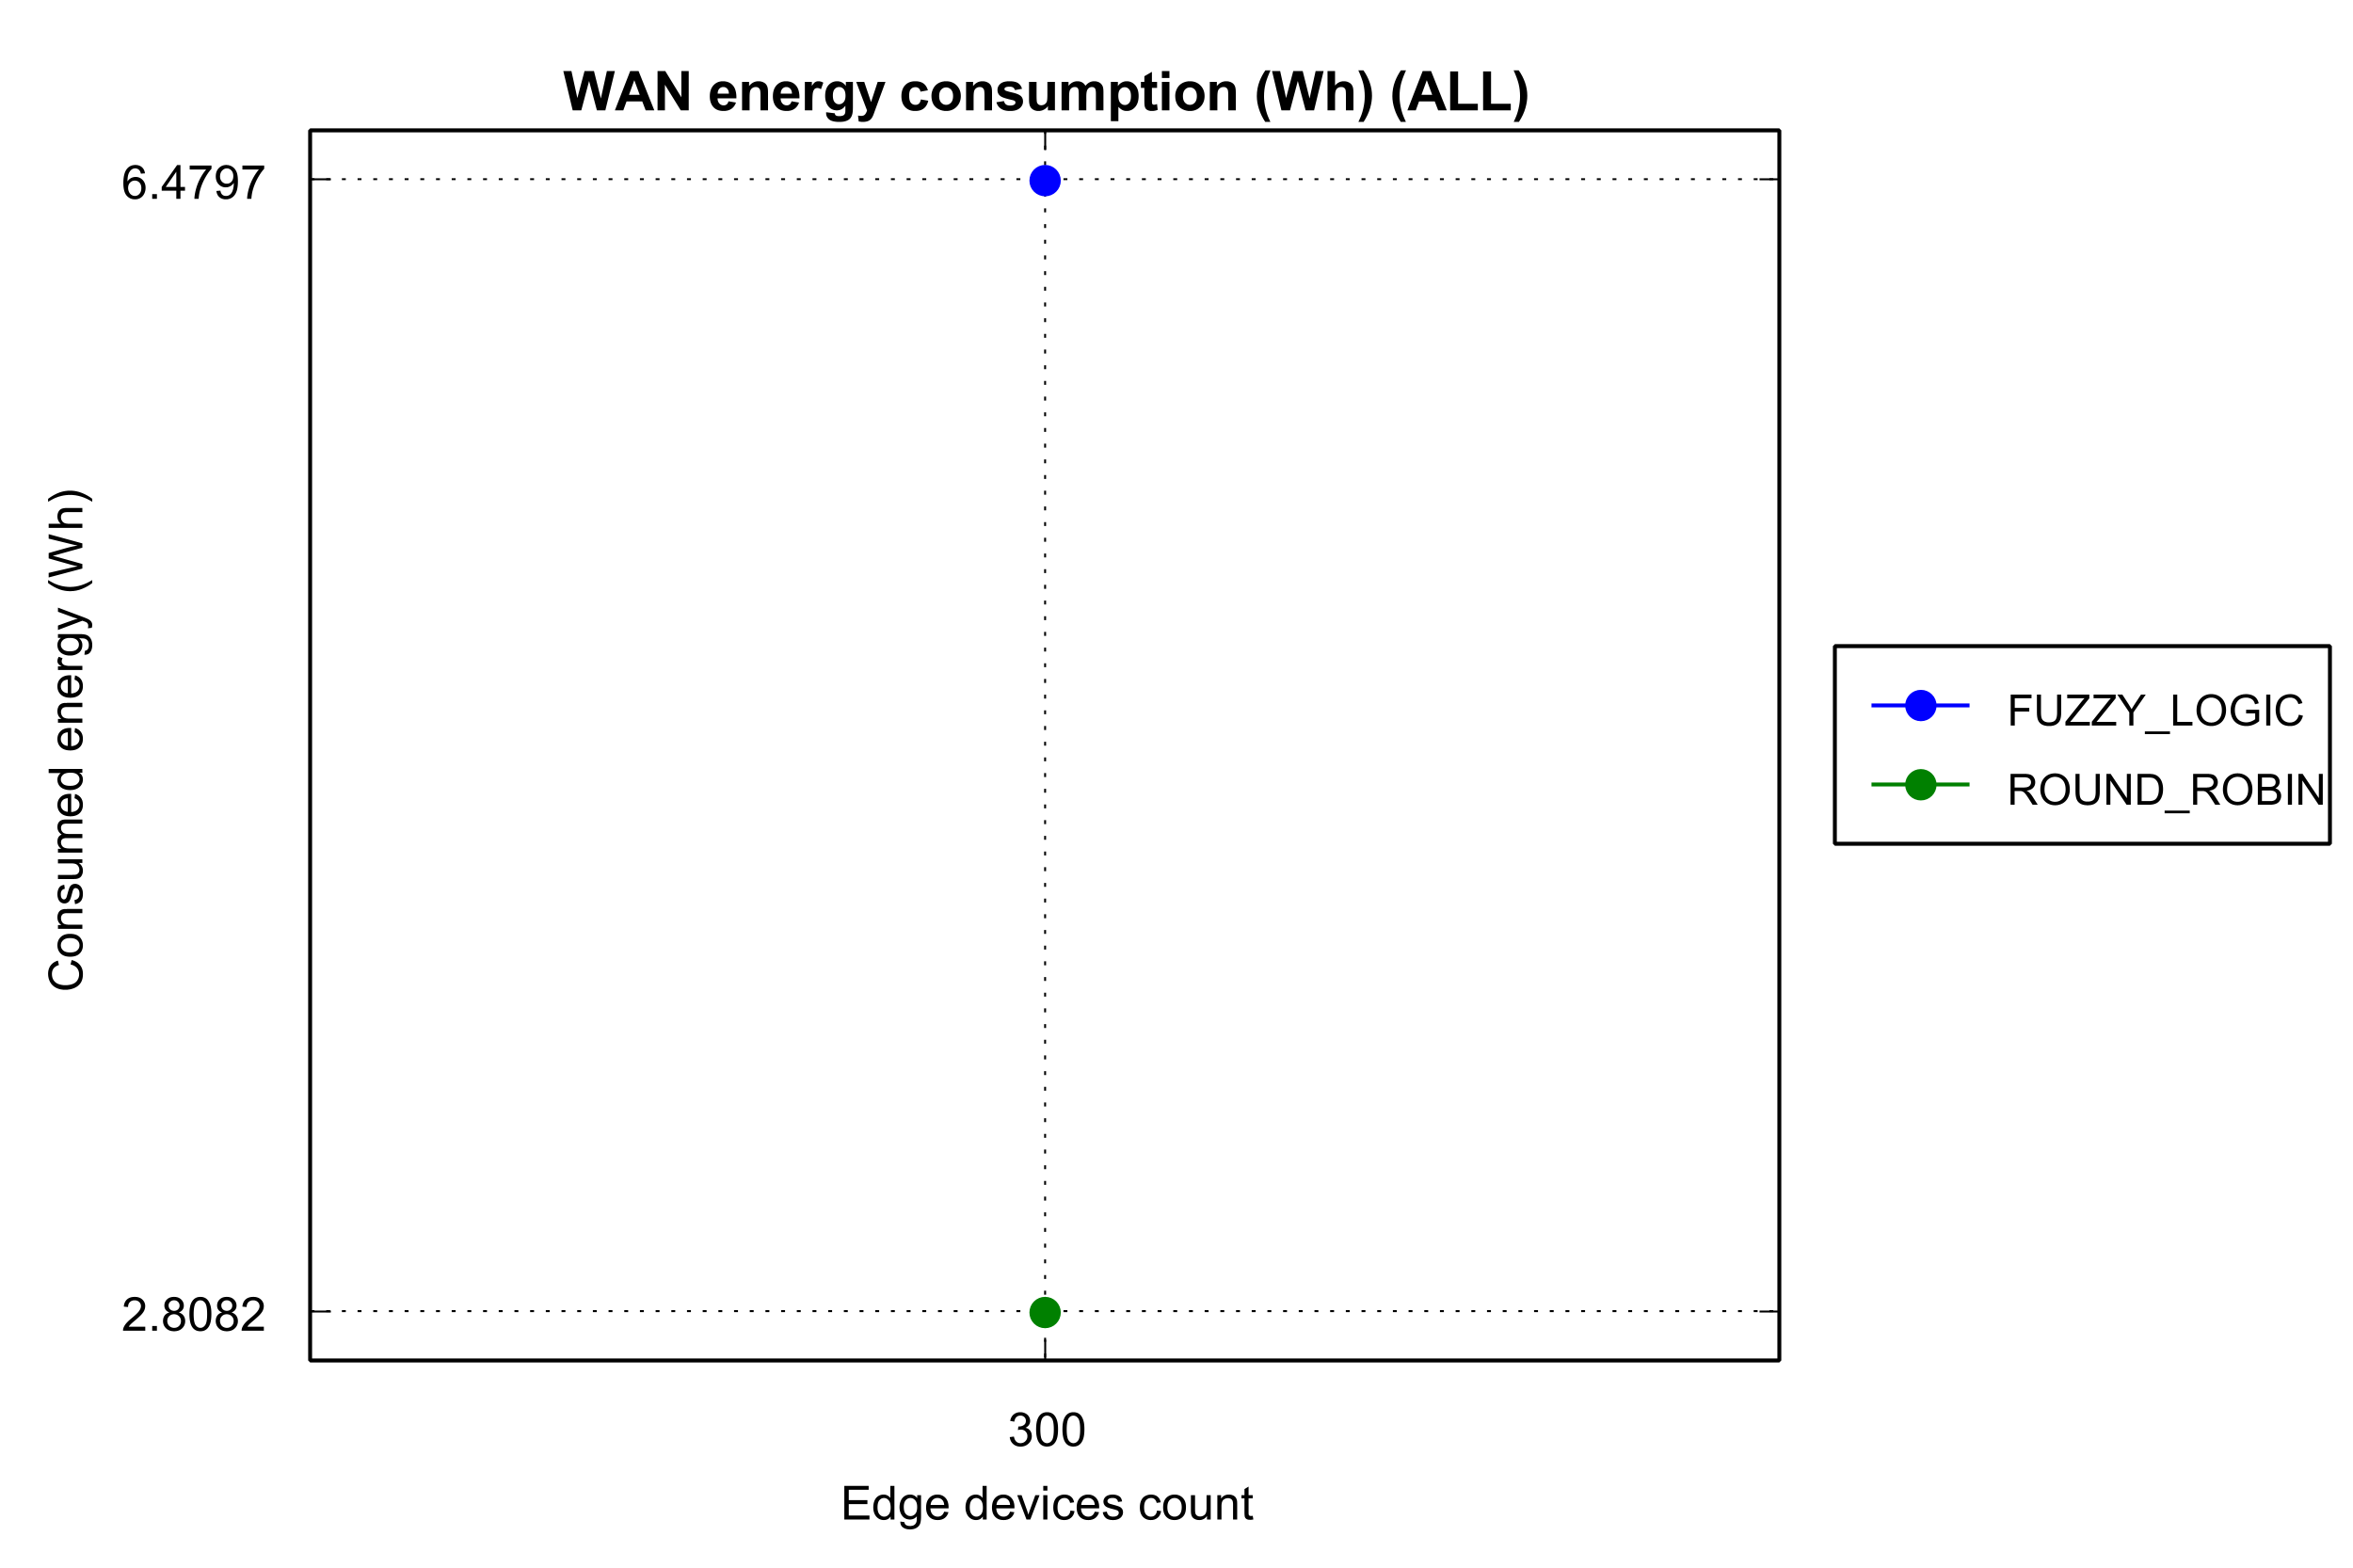 WAN energy consumption (Wh) (ALL)
6.4797
Consumed energy (Wh)
FUZZY_LOGIC
ROUND_ROBIN
2.8082
300
Edge devices count